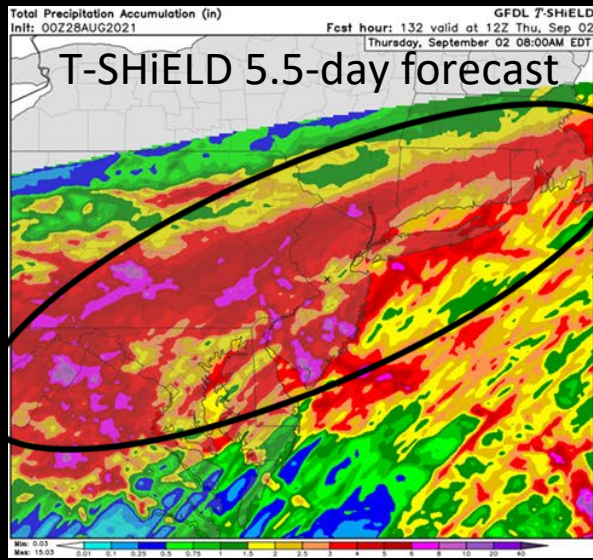 Total Precipitation Accumulation (in) GFDL T-SHiELD
Init: 00Z28AUG2021 Fcst hour: 132 valid at 12Z Thu, Sep 02
Thursday, September 02 08:00AM EDT
T-SHiELD 5.5-day forecast
Min: 0.03
Max: 15.03
0.01 0.1 0.25 0.5 0.75 1 1.5 2 2.5 3 4 5 6 8 10 20 40